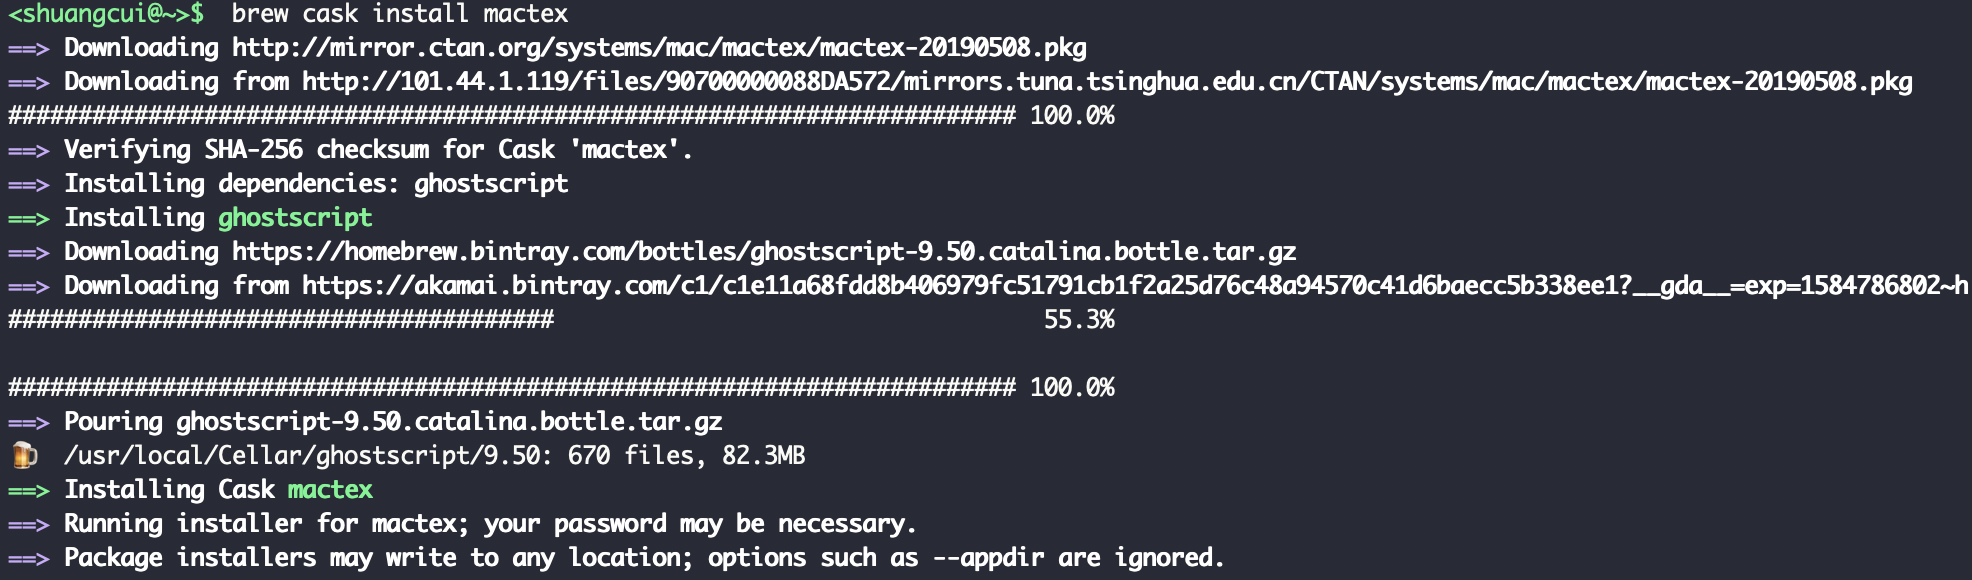 <shuangcui@~>$  brew cask install mactex
==> Downloading http://mirror.ctan.org/systems/mac/mactex/mactex-20190508.pkg
==> Downloading from http://101.44.1.119/files/90700000088DA572/mirrors.tuna.tsinghua.edu.cn/CTAN/systems/mac/mactex/mactex-20190508.pkg
######################################################################## 100.0%
==> Verifying SHA-256 checksum for Cask 'mactex'.
==> Installing dependencies: ghostscript
==> Installing ghostscript
==> Downloading https://homebrew.bintray.com/bottles/ghostscript-9.50.catalina.bottle.tar.gz
==> Downloading from https://akamai.bintray.com/c1/c1e11a68fdd8b406979fc51791cb1f2a25d76c48a94570c41d6baecc5b338ee1?__gda__=exp=1584786802~h
#######################################                                   55.3%
######################################################################## 100.0%
==> Pouring ghostscript-9.50.catalina.bottle.tar.gz
🍺  /usr/local/Cellar/ghostscript/9.50: 670 files, 82.3MB
==> Installing Cask mactex
==> Running installer for mactex; your password may be necessary.
==> Package installers may write to any location; options such as --appdir are ignored.